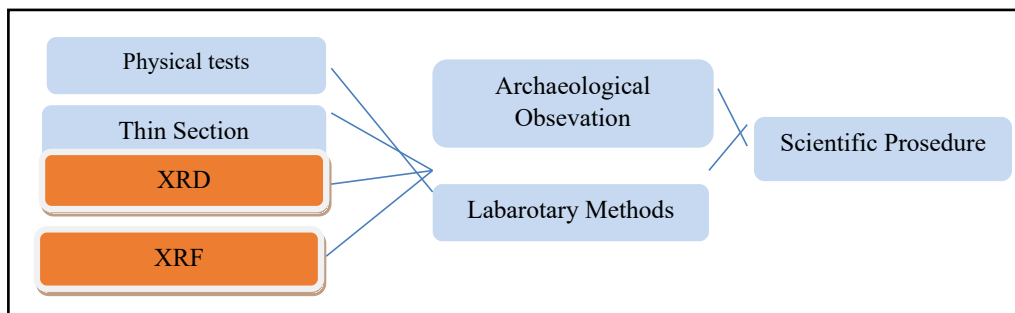 Physical tests
Thin Section
XRD
XRF
Archaeological
Obsevation
Labarotary Methods
Scientific Prosedure